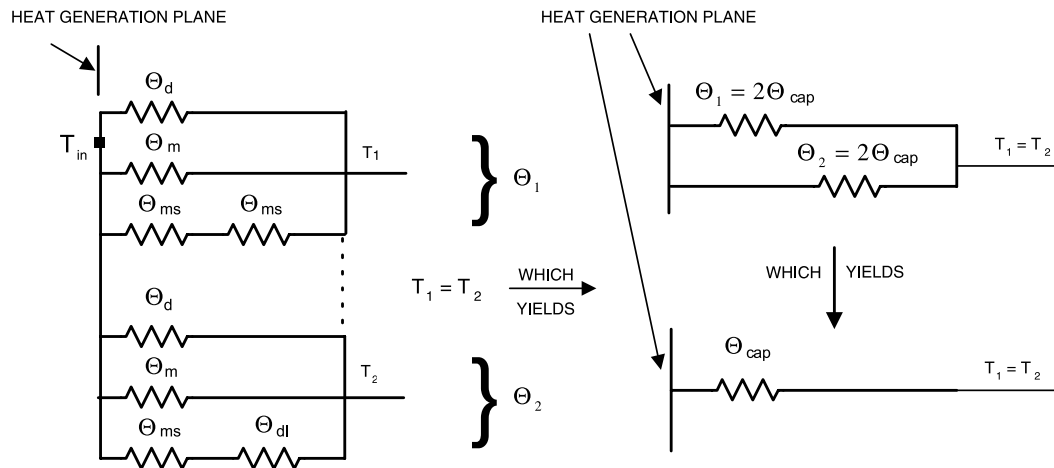 HEAT GENERATION PLANE
Θd
Tin
Θm
T1
Θms Θms
Θ1
Θd
Θm
T2
Θms Θdl
Θ2
T1 = T2
WHICH
YIELDS
HEAT GENERATION PLANE
Θ1 = 2Θcap
Θ2 = 2Θcap
T1 = T2
WHICH YIELDS
Θcap
T1 = T2